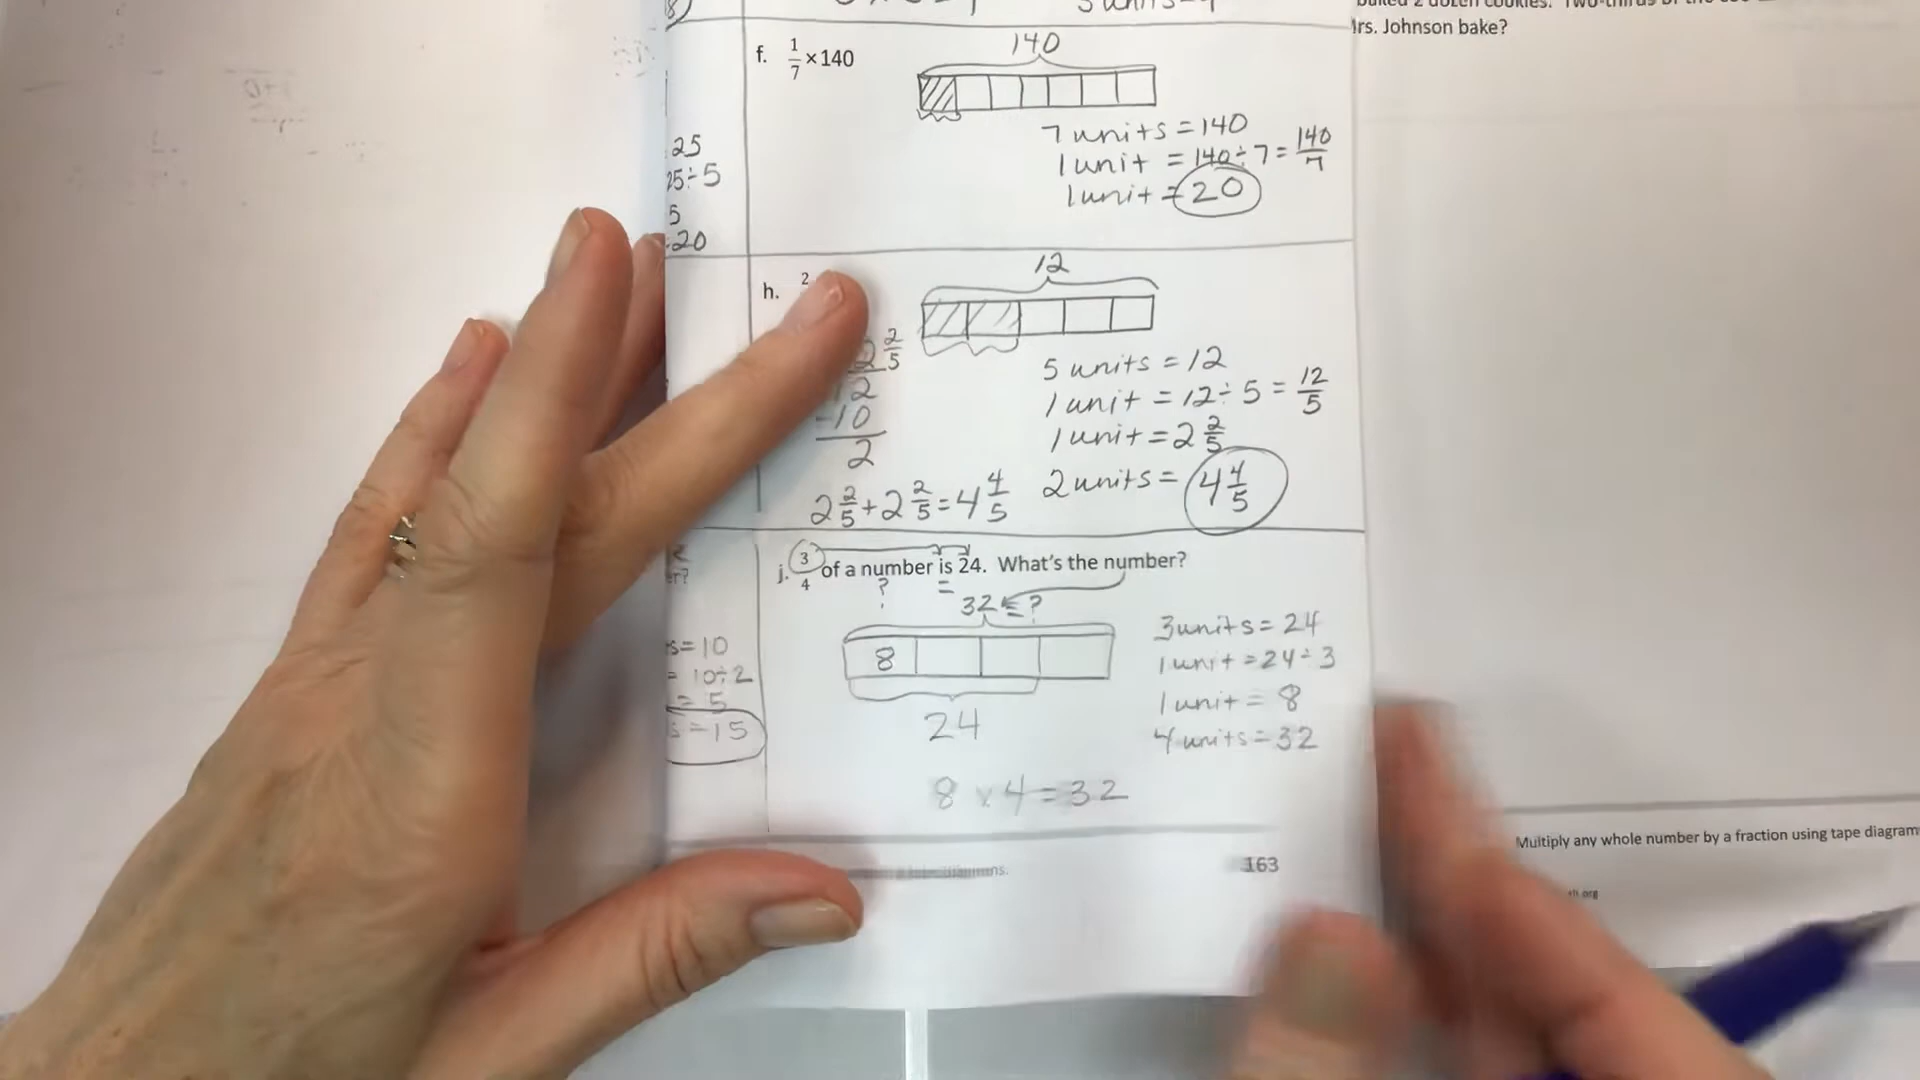 f. 1/7 × 140
140
7 units = 140
1 unit = 140 ÷ 7 = 140/7
1 unit = 20
25
25÷5
5
20
h. 2
12
2 2/5
12
-10
2
2 2/5 + 2 2/5 = 4 4/5
5 units = 12
1 unit = 12 ÷ 5 = 12/5
1 unit = 2 2/5
2 units = 4 4/5
j. 3/4 of a number is 24. What's the number?
? =
32 = ?
8
24
3 units = 24
1 unit = 24 ÷ 3
1 unit = 8
4 units = 32
8 × 4 = 32
er?
s = 10
= 10÷2
= 5
s = 15
163
Mrs. Johnson bake?
Multiply any whole number by a fraction using tape diagram